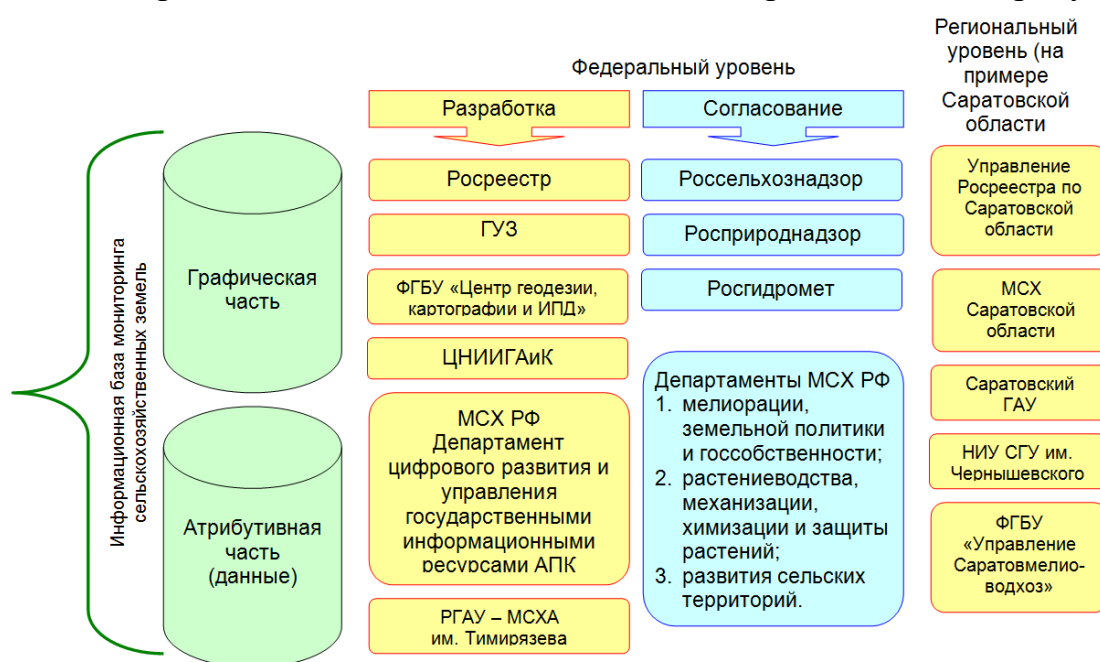 Региональный
уровень (на
примере
Саратовской
области
Федеральный уровень
Разработка
Согласование
Информационная база мониторинга
сельскохозяйственных земель
Графическая
часть
Атрибутивная
часть
(данные)
Росреестр
ГУЗ
ФГБУ «Центр геодезии,
картографии и ИПД»
ЦНИИГАиК
МСХ РФ
Департамент
цифрового развития и
управления
государственными
информационными
ресурсами АПК
РГАУ – МСХА
им. Тимирязева
Россельхознадзор
Росприроднадзор
Росгидромет
Департаменты МСХ РФ
1. мелиорации,
земельной политики
и госсобственности;
2. растениеводства,
механизации,
химизации и защиты
растений;
3. развития сельских
территорий.
Управление
Росреестра по
Саратовской
области
МСХ
Саратовской
области
Саратовский
ГАУ
НИУ СГУ им.
Чернышевского
ФГБУ
«Управление
Саратовмелио-
водхоз»